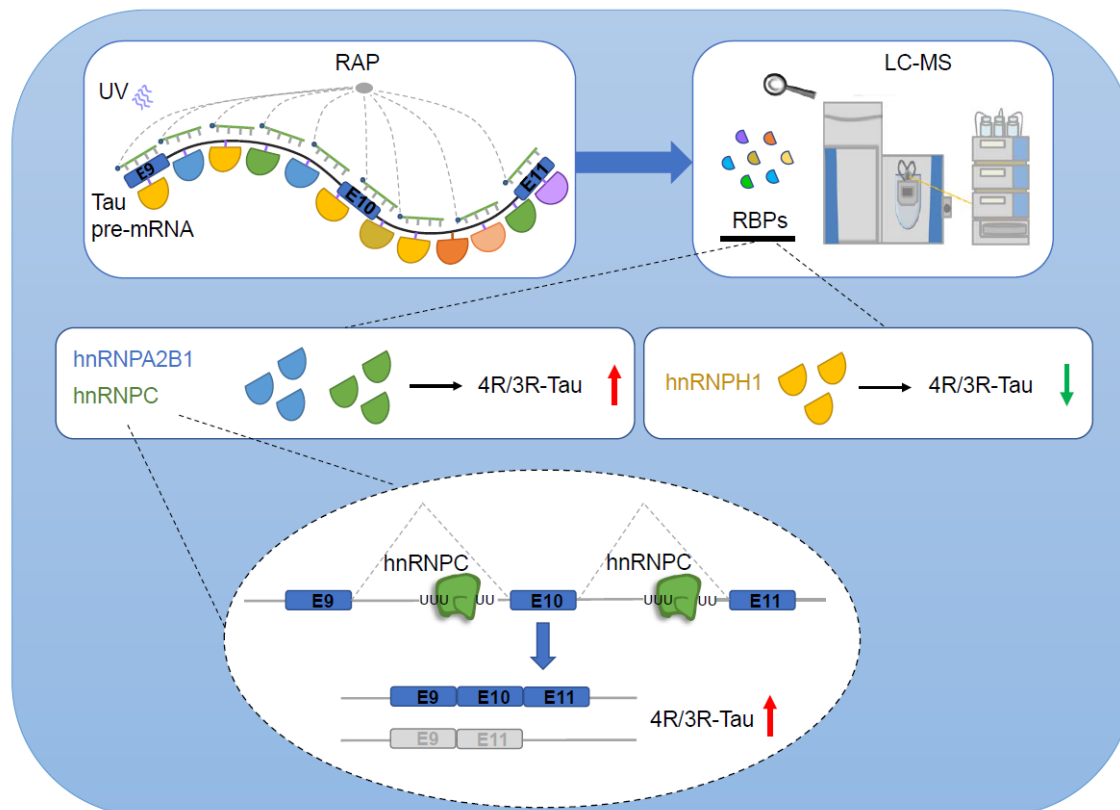 RAP
UV
E9
E10
E11
Tau
pre-mRNA
LC-MS
RBPs
hnRNPA2B1
hnRNPC
4R/3R-Tau
hnRNPH1
4R/3R-Tau
hnRNPC
hnRNPC
E9 UUU UU E10 UUU UU E11
E9 E10 E11
4R/3R-Tau
E9 E11